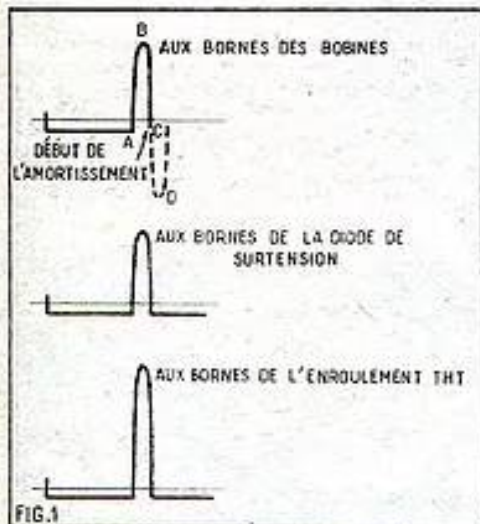 B
AUX BORNES DES BOBINES
A
C
DÉBUT DE
L'AMORTISSEMENT
D
AUX BORNES DE LA DIODE DE
SURTENSION
AUX BORNES DE L'ENROULEMENT THT
FIG.1